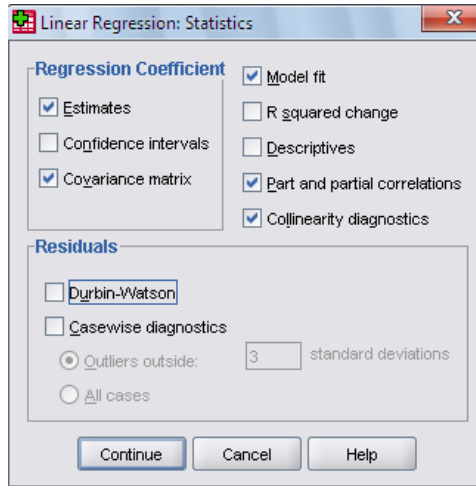 Linear Regression: Statistics
Regression Coefficient
Estimates
Confidence intervals
Covariance matrix
Model fit
R squared change
Descriptives
Part and partial correlations
Collinearity diagnostics
Residuals
Durbin-Watson
Casewise diagnostics
Outliers outside: 3 standard deviations
All cases
Continue Cancel Help